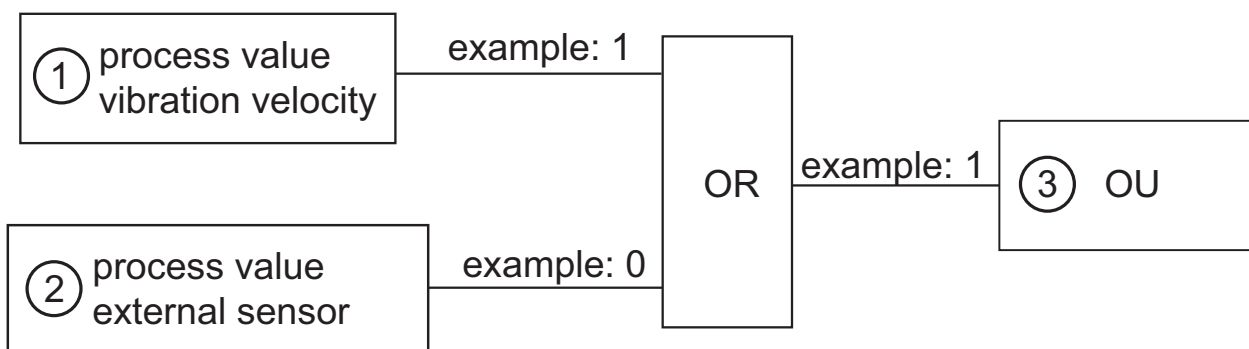 1 process value
vibration velocity
example: 1
2 process value
external sensor
example: 0
OR
example: 1
3 OU